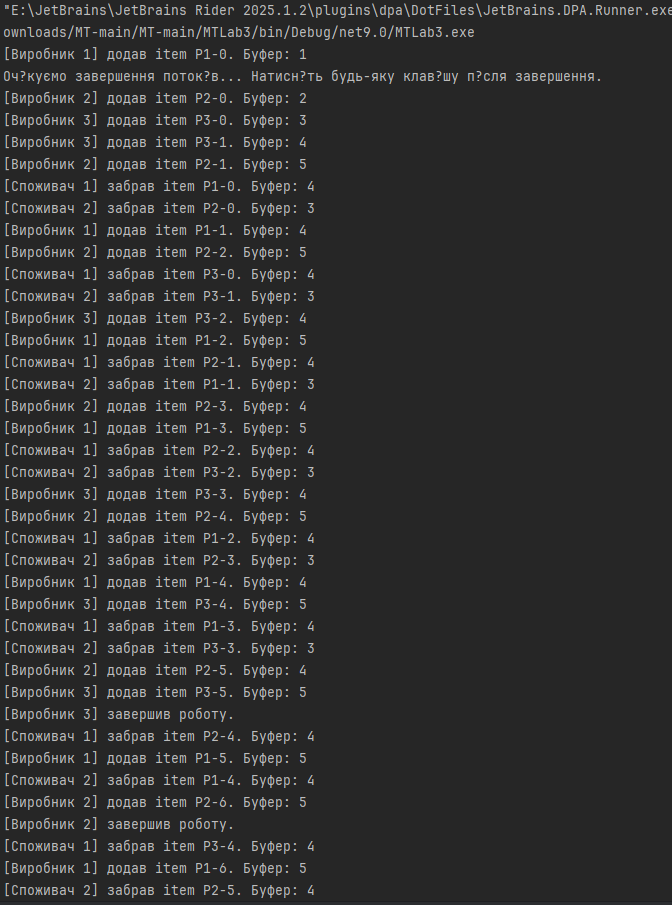 "E:\JetBrains\JetBrains Rider 2025.1.2\plugins\dpa\DotFiles\JetBrains.DPA.Runner.exe
ownloads/MT-main/MT-main/MTLab3/bin/Debug/net9.0/MTLab3.exe
[Виробник 1] додав item P1-0. Буфер: 1
Оч?куємо завершення поток?в... Натисн?ть будь-яку клав?шу п?сля завершення.
[Виробник 2] додав item P2-0. Буфер: 2
[Виробник 3] додав item P3-0. Буфер: 3
[Виробник 3] додав item P3-1. Буфер: 4
[Виробник 2] додав item P2-1. Буфер: 5
[Споживач 1] забрав item P1-0. Буфер: 4
[Споживач 2] забрав item P2-0. Буфер: 3
[Виробник 1] додав item P1-1. Буфер: 4
[Виробник 2] додав item P2-2. Буфер: 5
[Споживач 1] забрав item P3-0. Буфер: 4
[Споживач 2] забрав item P3-1. Буфер: 3
[Виробник 3] додав item P3-2. Буфер: 4
[Виробник 1] додав item P1-2. Буфер: 5
[Споживач 1] забрав item P2-1. Буфер: 4
[Споживач 2] забрав item P1-1. Буфер: 3
[Виробник 2] додав item P2-3. Буфер: 4
[Виробник 1] додав item P1-3. Буфер: 5
[Споживач 1] забрав item P2-2. Буфер: 4
[Споживач 2] забрав item P3-2. Буфер: 3
[Виробник 3] додав item P3-3. Буфер: 4
[Виробник 2] додав item P2-4. Буфер: 5
[Споживач 1] забрав item P1-2. Буфер: 4
[Споживач 2] забрав item P2-3. Буфер: 3
[Виробник 1] додав item P1-4. Буфер: 4
[Виробник 3] додав item P3-4. Буфер: 5
[Споживач 1] забрав item P1-3. Буфер: 4
[Споживач 2] забрав item P3-3. Буфер: 3
[Виробник 2] додав item P2-5. Буфер: 4
[Виробник 3] додав item P3-5. Буфер: 5
[Виробник 3] завершив роботу.
[Споживач 1] забрав item P2-4. Буфер: 4
[Виробник 1] додав item P1-5. Буфер: 5
[Споживач 2] забрав item P1-4. Буфер: 4
[Виробник 2] додав item P2-6. Буфер: 5
[Виробник 2] завершив роботу.
[Споживач 1] забрав item P3-4. Буфер: 4
[Виробник 1] додав item P1-6. Буфер: 5
[Споживач 2] забрав item P2-5. Буфер: 4